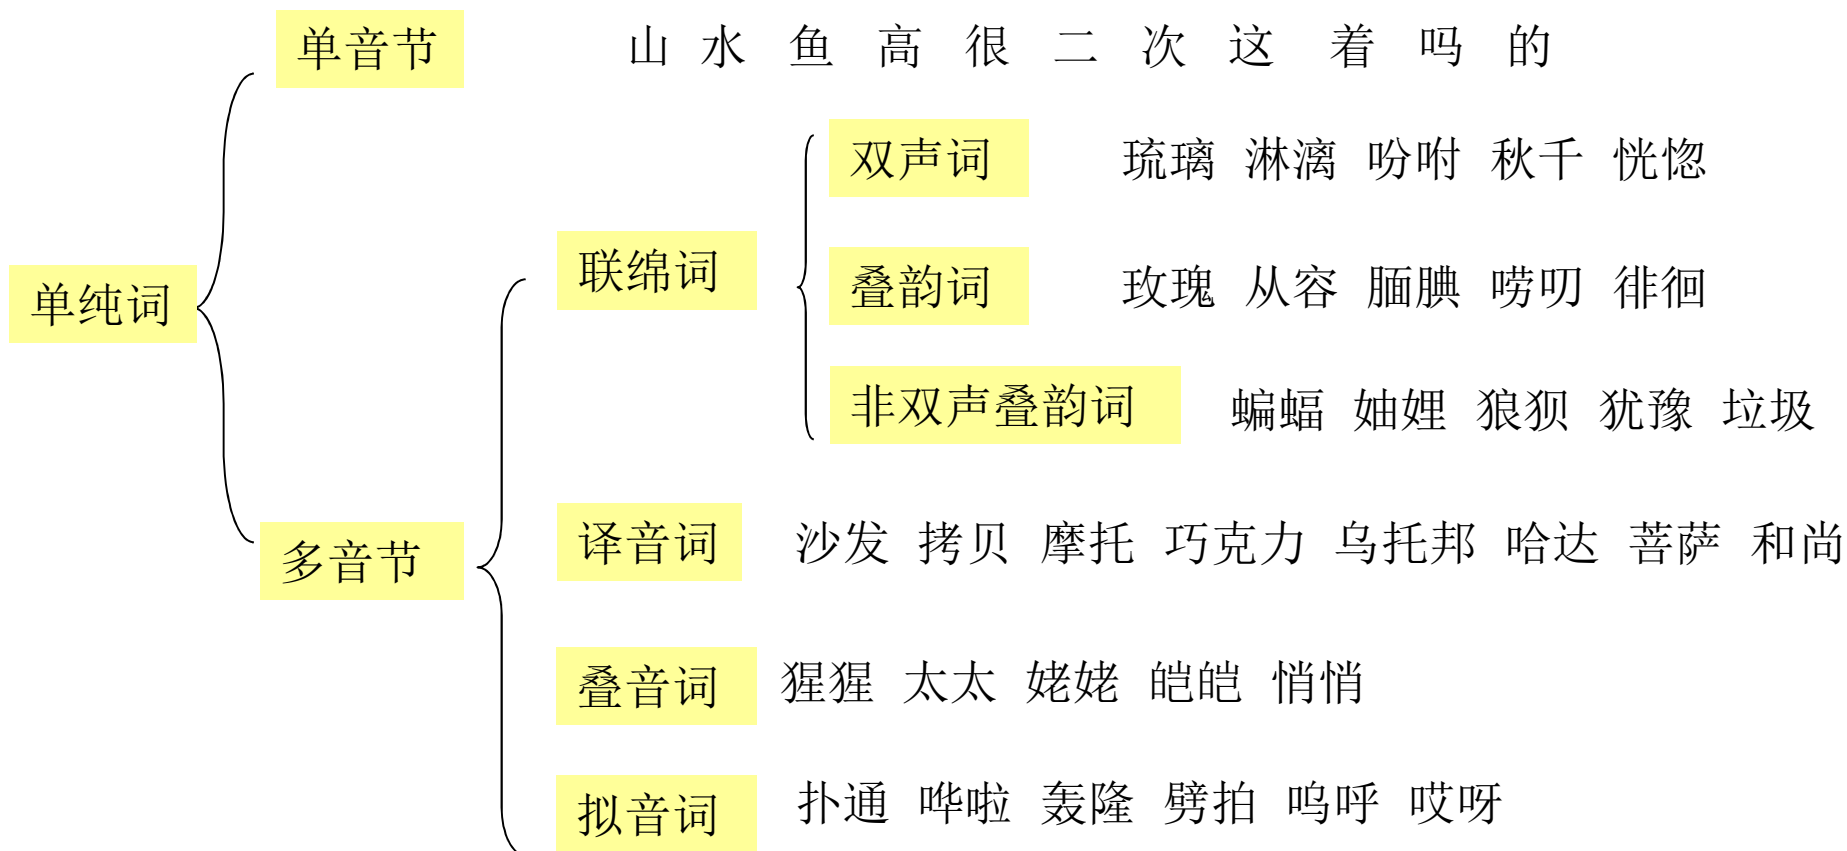 单音节 山 水 鱼 高 很 二 次 这 着 吗 的
双声词 琉璃 淋漓 吩咐 秋千 恍惚
联绵词
叠韵词 玫瑰 从容 腼腆 唠叨 徘徊
单纯词
非双声叠韵词 蝙蝠 妯娌 狼狈 犹豫 垃圾
译音词 沙发 拷贝 摩托 巧克力 乌托邦 哈达 菩萨 和尚
多音节
叠音词 猩猩 太太 姥姥 皑皑 悄悄
拟音词 扑通 哗啦 轰隆 劈拍 呜呼 哎呀